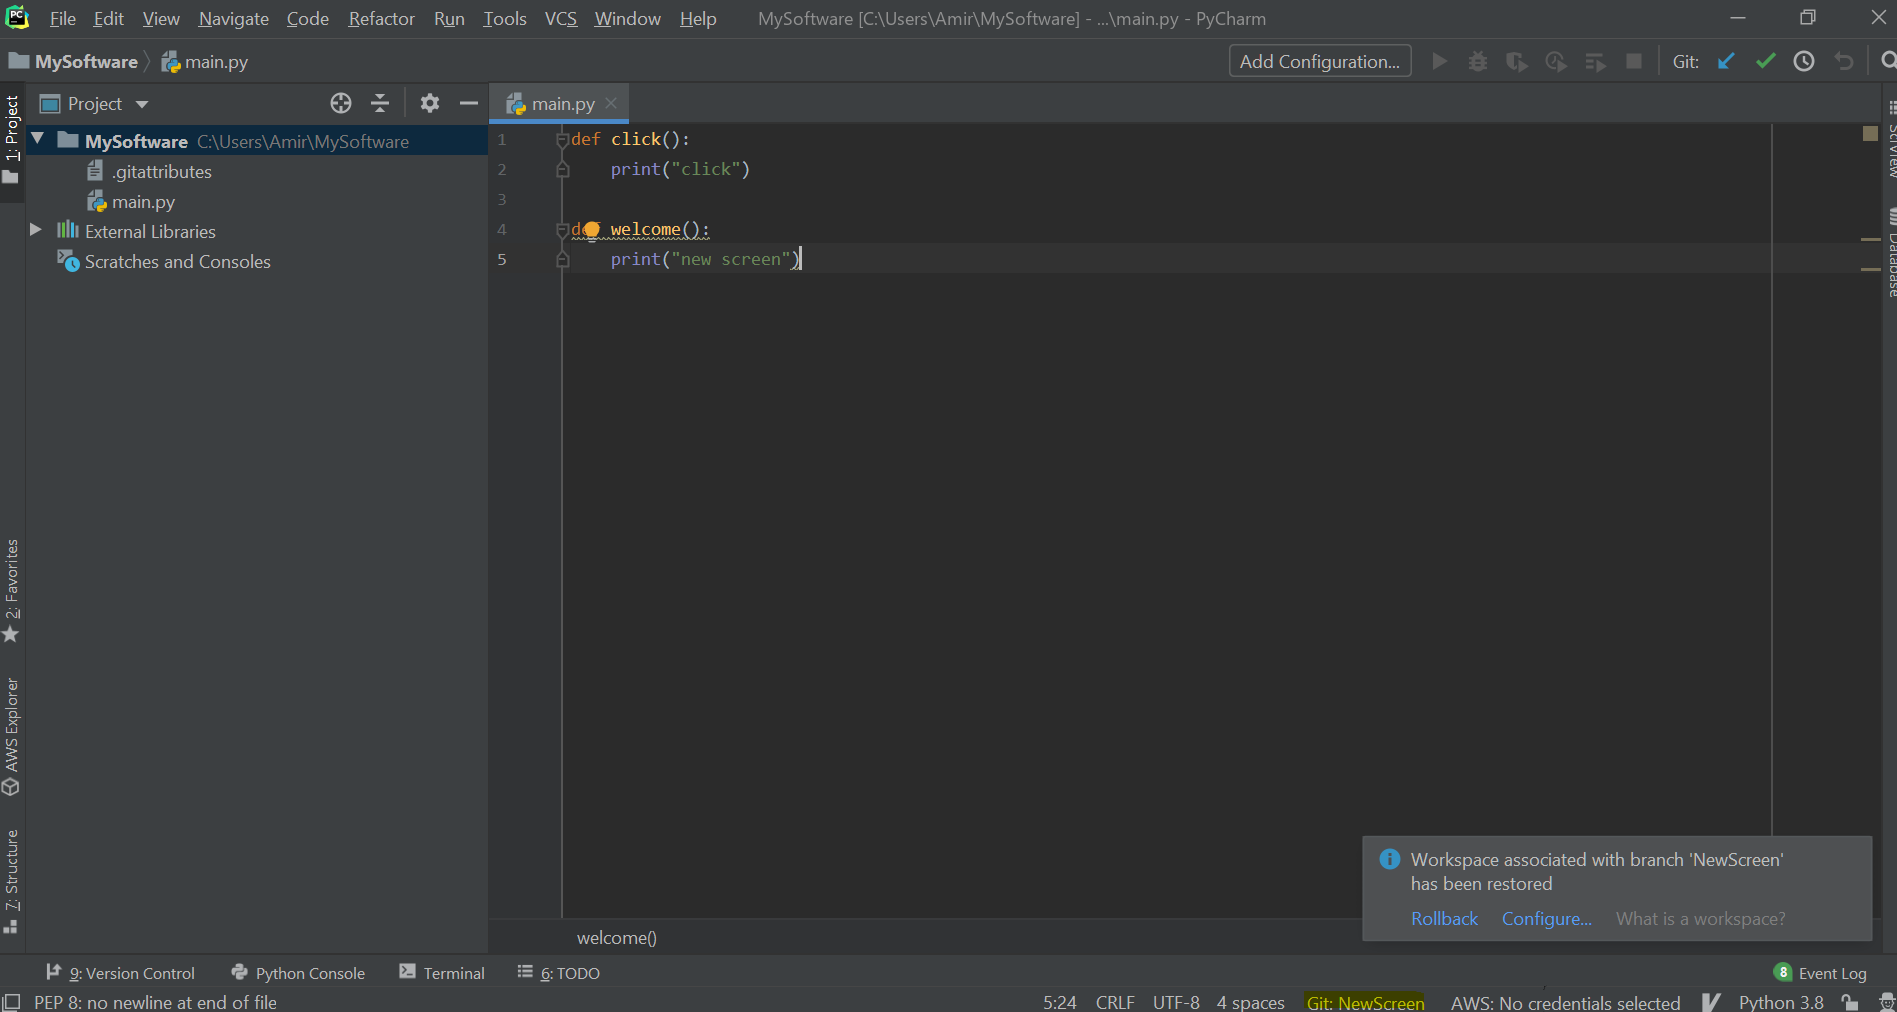 PC File Edit View Navigate Code Refactor Run Tools VCS Window Help MySoftware [C:\Users\Amir\MySoftware] - ...\main.py - PyCharm
MySoftware main.py Add Configuration... Git:
1: Project
Project
main.py
MySoftware C:\Users\Amir\MySoftware
.gitattributes
main.py
External Libraries
Scratches and Consoles
1 def click():
2 print("click")
3
4 def welcome():
5 print("new screen")
SciView
Database
2: Favorites
AWS Explorer
7: Structure
Workspace associated with branch 'NewScreen'
has been restored
Rollback Configure... What is a workspace?
welcome()
9: Version Control Python Console Terminal 6: TODO 8 Event Log
PEP 8: no newline at end of file 5:24 CRLF UTF-8 4 spaces Git: NewScreen AWS: No credentials selected Python 3.8